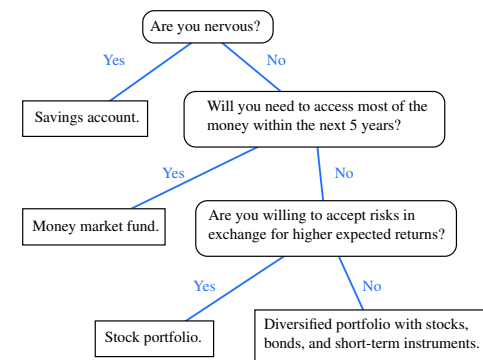 Are you nervous?
Yes
No
Savings account.
Will you need to access most of the
money within the next 5 years?
Yes
No
Money market fund.
Are you willing to accept risks in
exchange for higher expected returns?
Yes
No
Stock portfolio.
Diversified portfolio with stocks,
bonds, and short-term instruments.